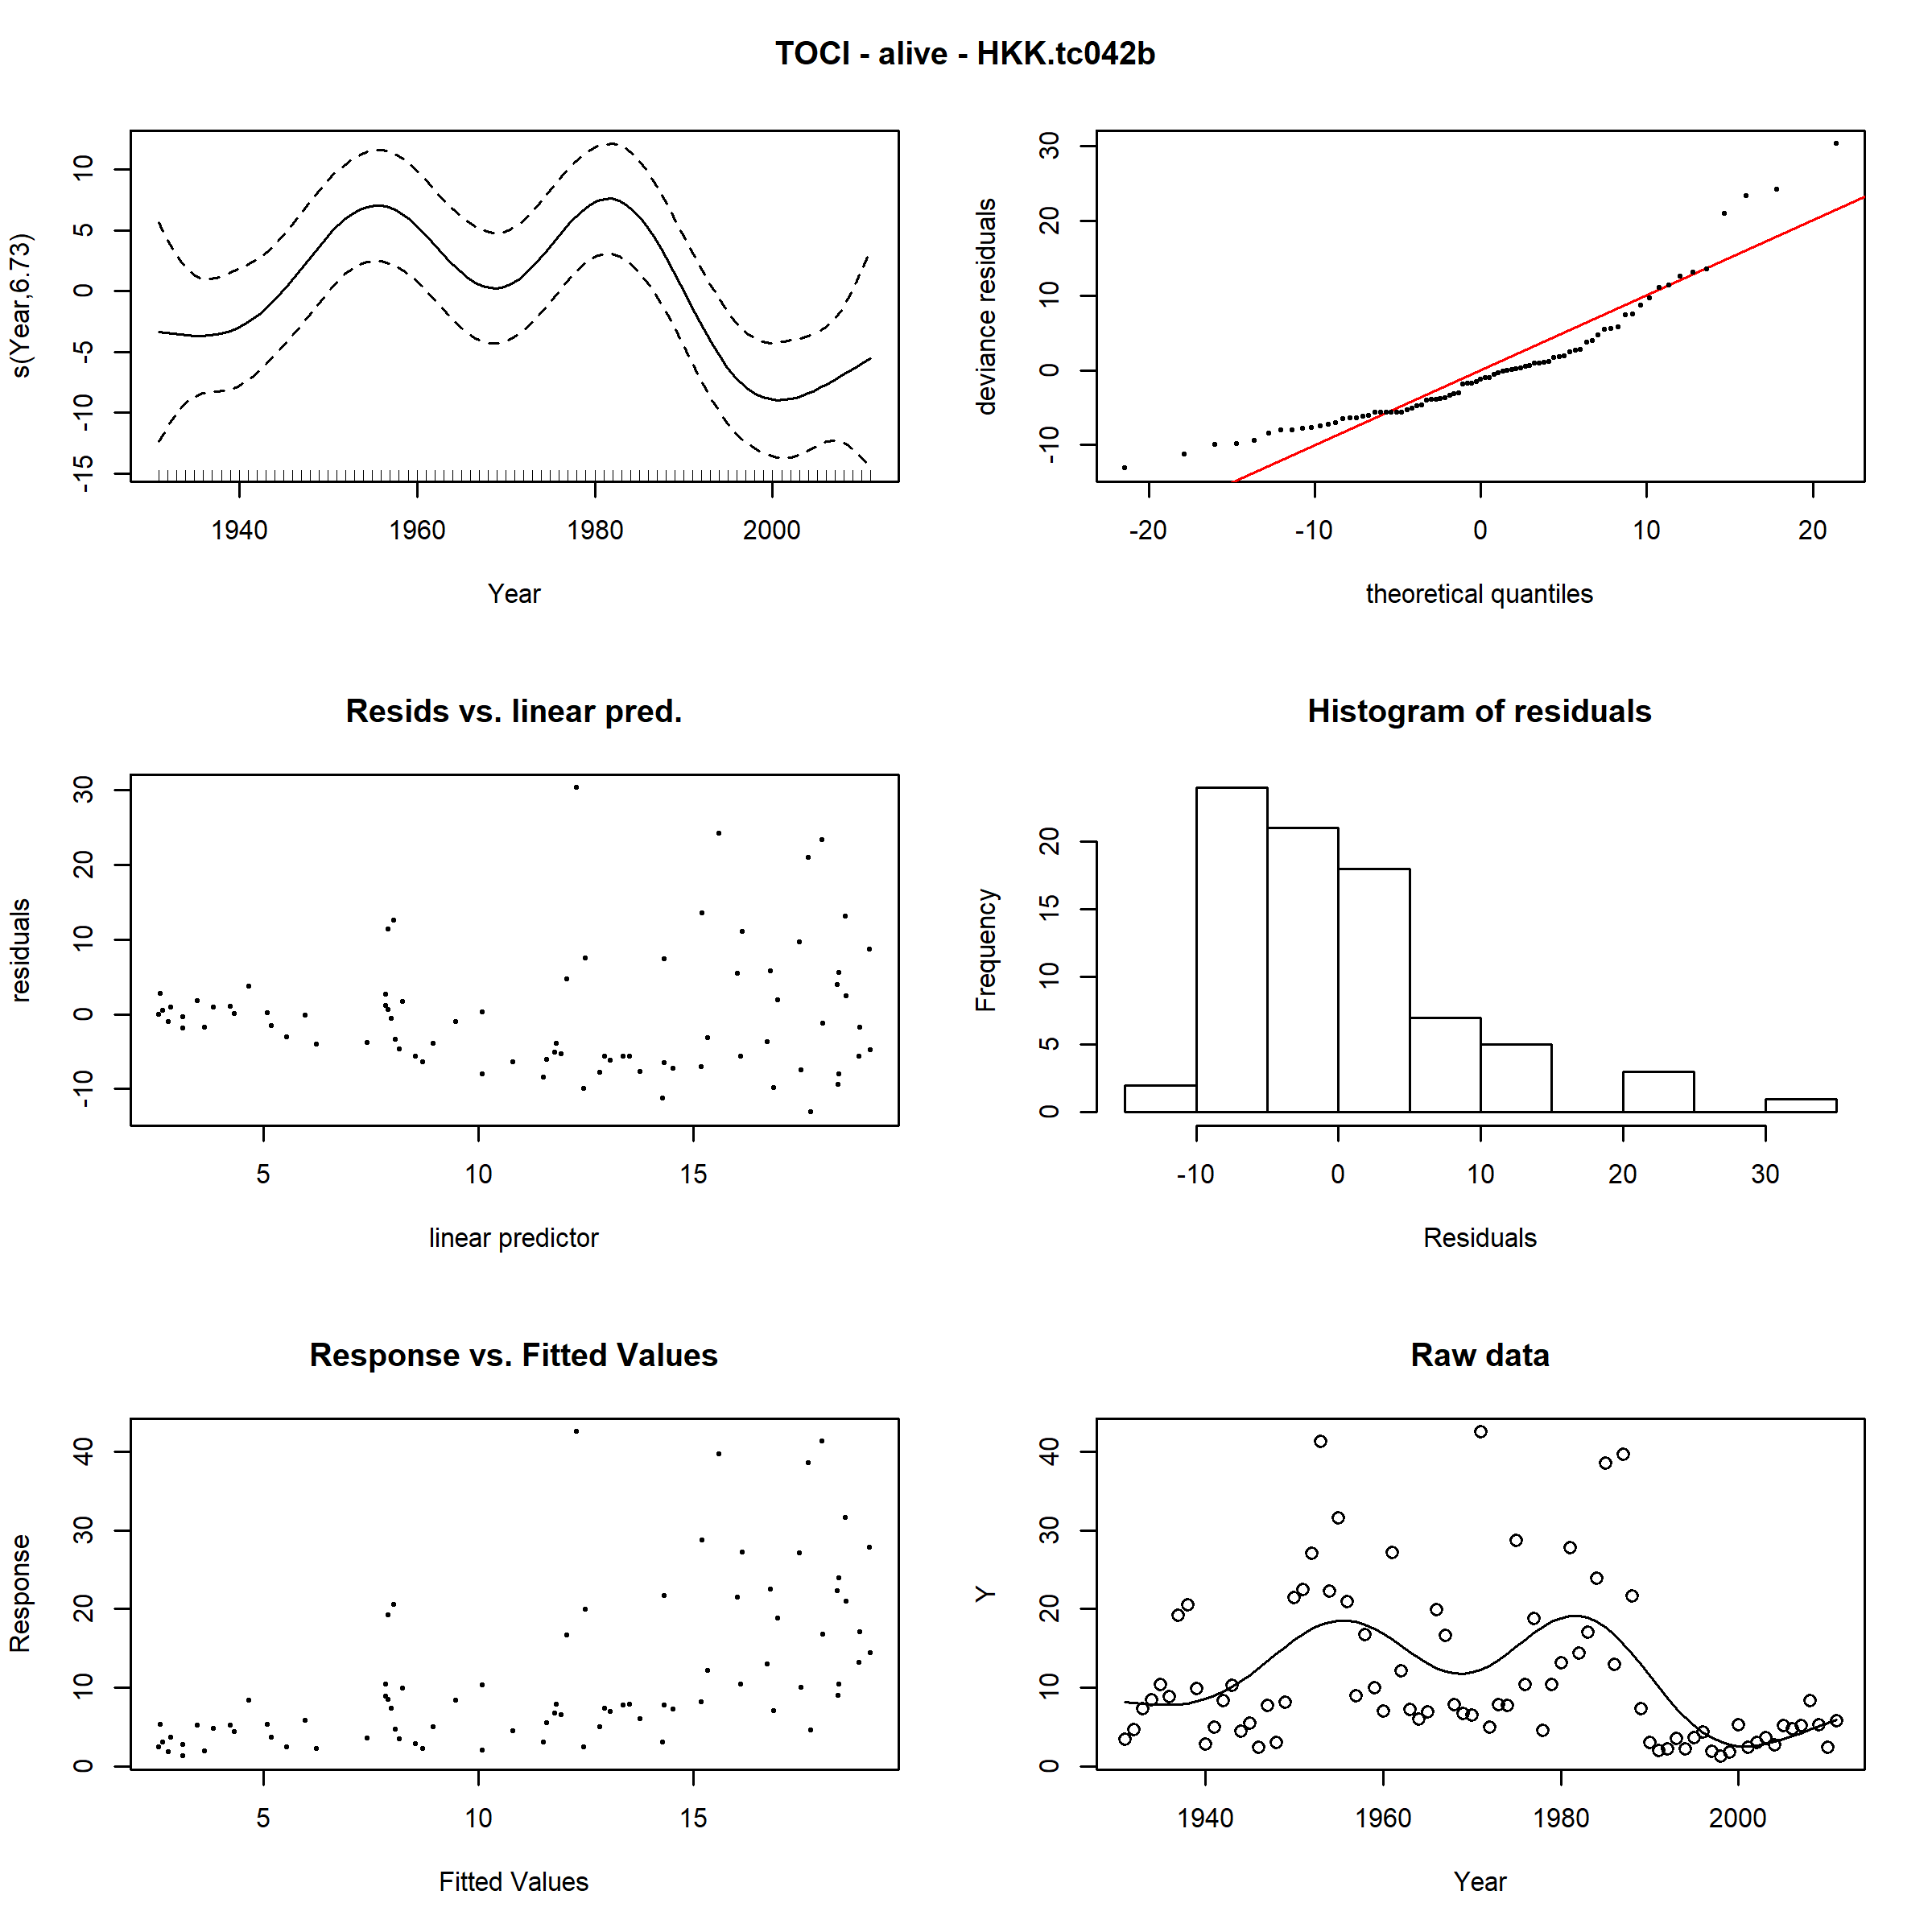 TOCI - alive - HKK.tc042b
s(Year,6.73)
10
5
0
-5
-10
-15
1940 1960 1980 2000
Year
deviance residuals
30
20
10
0
-10
-20 -10 0 10 20
theoretical quantiles
Resids vs. linear pred.
residuals
30
20
10
0
-10
5 10 15
linear predictor
Histogram of residuals
Frequency
20
15
10
5
0
-10 0 10 20 30
Residuals
Response vs. Fitted Values
Response
40
30
20
10
0
5 10 15
Fitted Values
Raw data
Y
40
30
20
10
0
1940 1960 1980 2000
Year